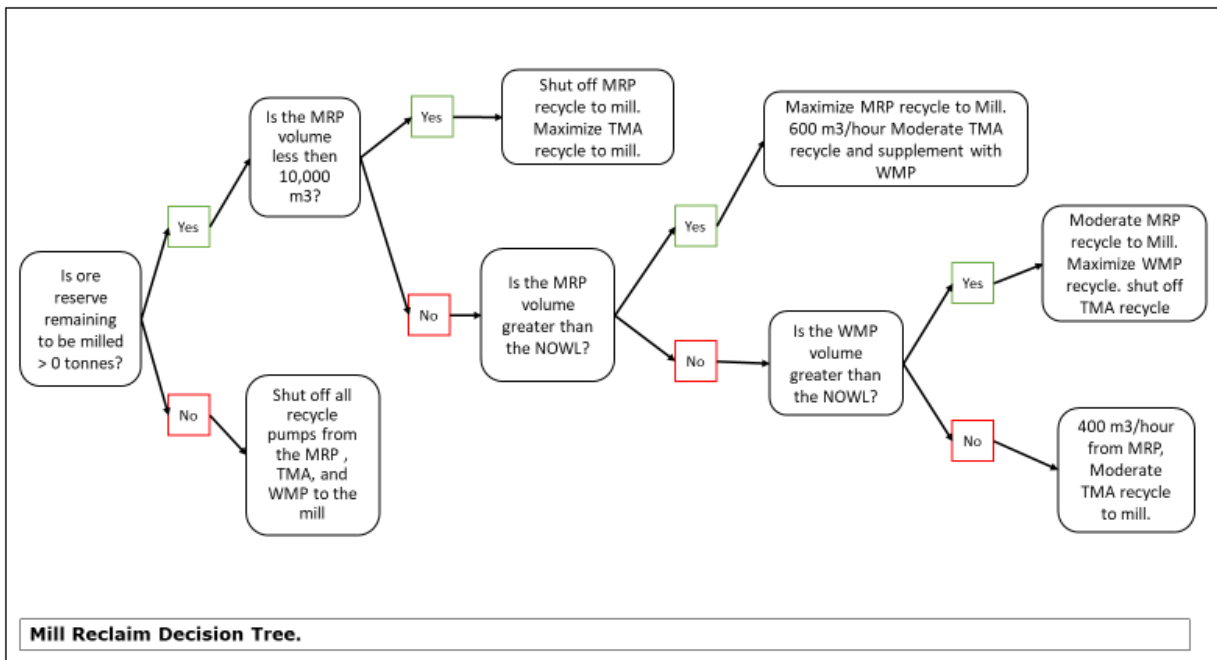 Is ore
reserve
remaining
to be milled
> 0 tonnes?
Yes
No
Is the MRP
volume
less then
10,000
m3?
Shut off all
recycle
pumps from
the MRP ,
TMA, and
WMP to the
mill
Yes
No
Shut off MRP
recycle to mill.
Maximize TMA
recycle to mill.
Is the MRP
volume
greater than
the NOWL?
Yes
No
Maximize MRP recycle to Mill.
600 m3/hour Moderate TMA
recycle and supplement with
WMP
Is the WMP
volume
greater than
the NOWL?
Yes
No
Moderate MRP
recycle to Mill.
Maximize WMP
recycle. shut off
TMA recycle
400 m3/hour
from MRP,
Moderate
TMA recycle
to mill.
Mill Reclaim Decision Tree.